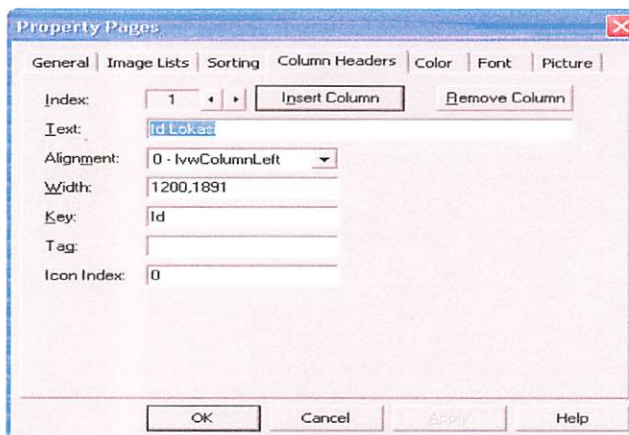 Property Pages
General Image Lists Sorting Column Headers Color Font Picture
Index: 1 Insert Column Remove Column
Text: Id Lokasi
Alignment: 0 - lvwColumnLeft
Width: 1200,1891
Key: Id
Tag:
Icon Index: 0
OK Cancel Apply Help